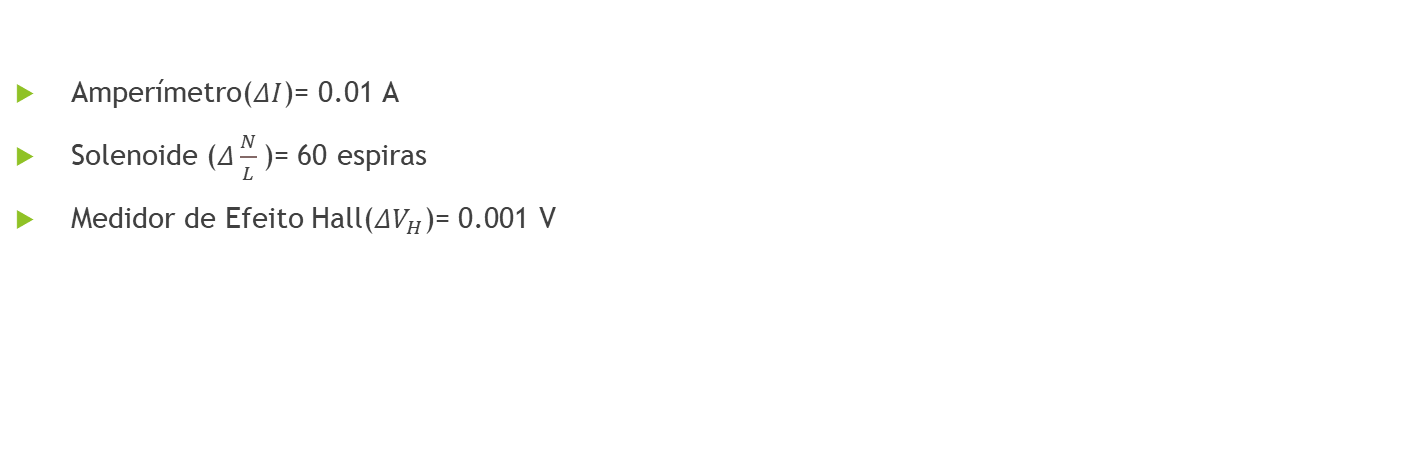 Amperímetro(ΔI)= 0.01 A
Solenoide (Δ N/L )= 60 espiras
Medidor de Efeito Hall(ΔV_H)= 0.001 V